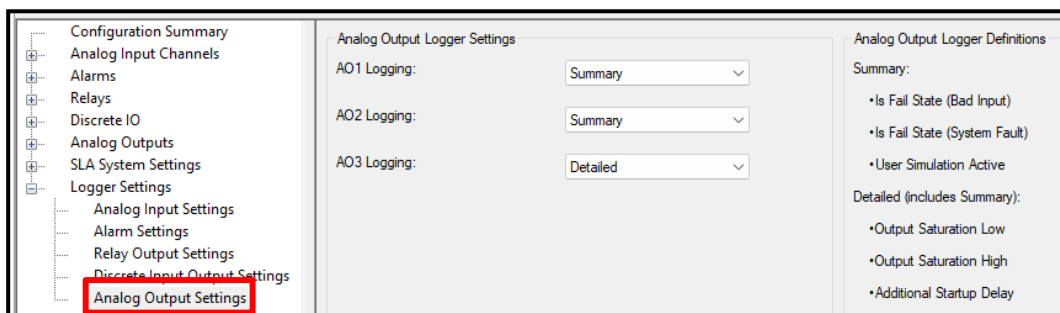 Configuration Summary
Analog Input Channels
Alarms
Relays
Discrete IO
Analog Outputs
SLA System Settings
Logger Settings
Analog Input Settings
Alarm Settings
Relay Output Settings
Discrete Input Output Settings
Analog Output Settings
Analog Output Logger Settings
AO1 Logging: Summary
AO2 Logging: Summary
AO3 Logging: Detailed
Analog Output Logger Definitions
Summary:
•Is Fail State (Bad Input)
•Is Fail State (System Fault)
•User Simulation Active
Detailed (includes Summary):
•Output Saturation Low
•Output Saturation High
•Additional Startup Delay